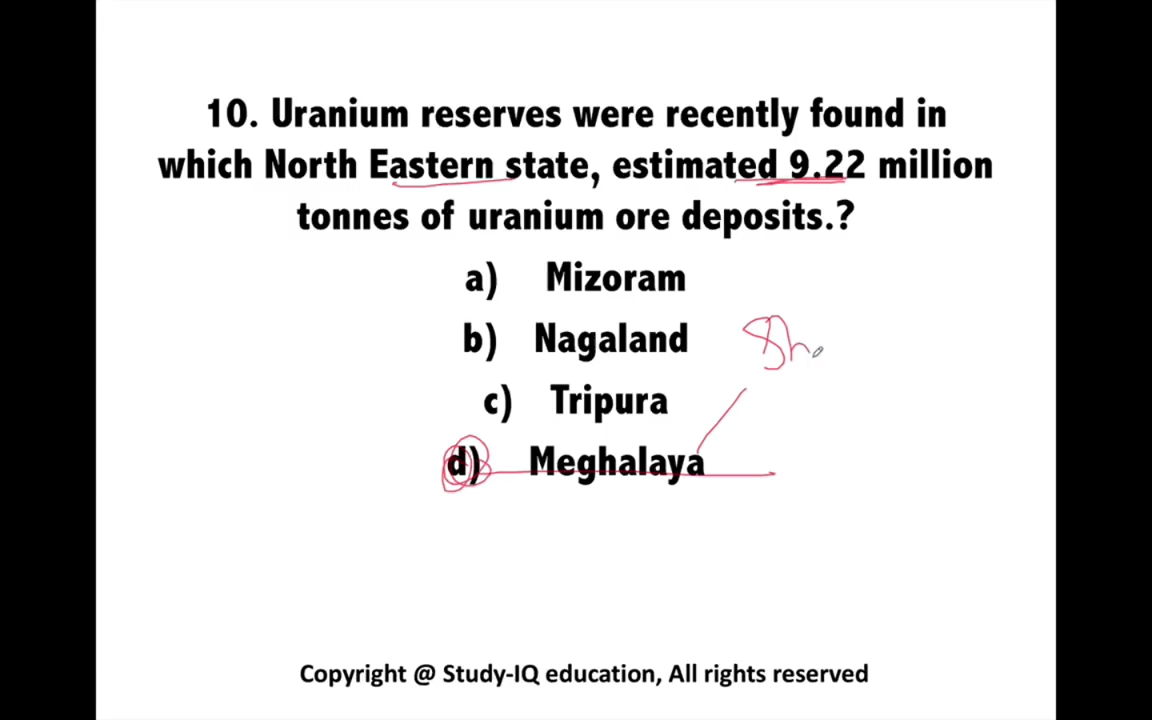 10. Uranium reserves were recently found in
which North Eastern state, estimated 9.22 million
tonnes of uranium ore deposits.?
a) Mizoram
b) Nagaland
Sh
c) Tripura
d) Meghalaya
Copyright @ Study-IQ education, All rights reserved